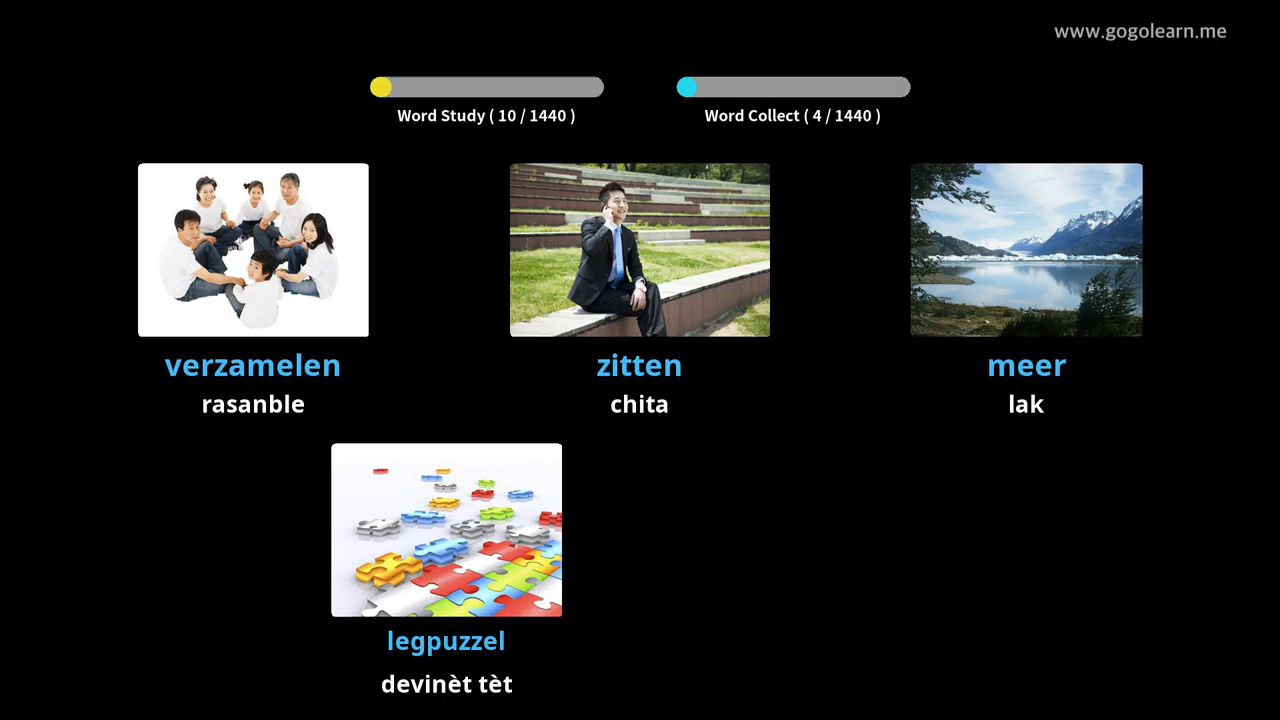 www.gogolearn.me
Word Study ( 10 / 1440 )
Word Collect ( 4 / 1440 )
verzamelen
rasanble
zitten
chita
meer
lak
legpuzzel
devinèt tèt